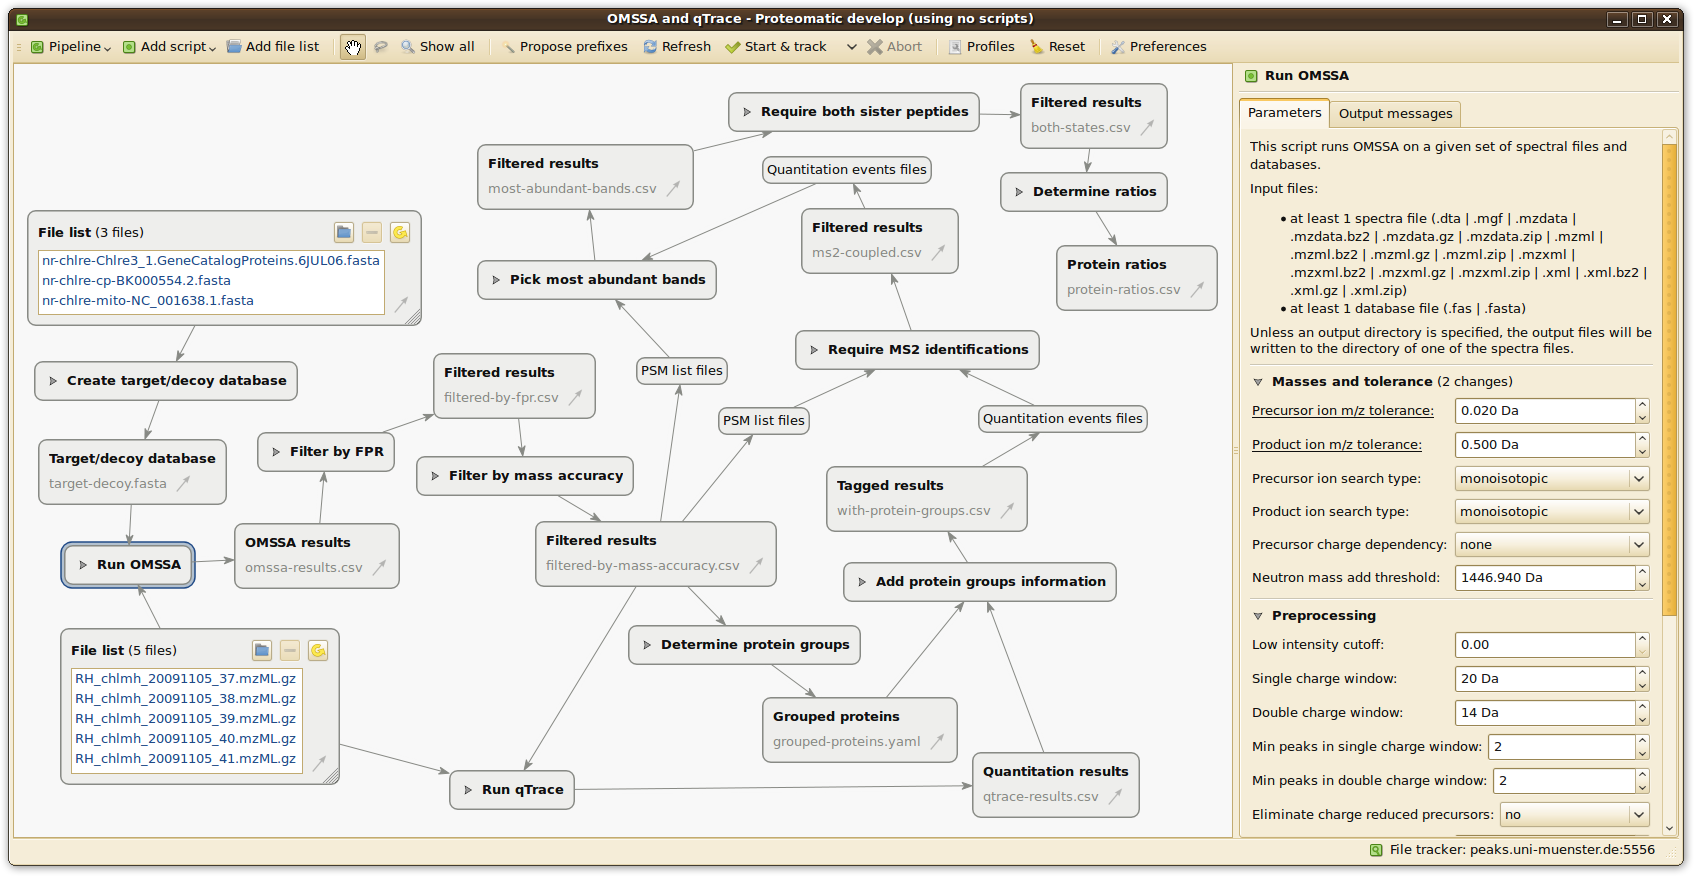 OMSSA and qTrace - Proteomatic develop (using no scripts)
Pipeline Add script Add file list Show all Propose prefixes Refresh Start & track Abort Profiles Reset Preferences
Require both sister peptides
Filtered results
both-states.csv
Filtered results
most-abundant-bands.csv
Quantitation events files
Determine ratios
Filtered results
ms2-coupled.csv
Protein ratios
protein-ratios.csv
File list (3 files)
nr-chlre-Chlre3_1.GeneCatalogProteins.6JUL06.fasta
nr-chlre-cp-BK000554.2.fasta
nr-chlre-mito-NC_001638.1.fasta
Pick most abundant bands
Require MS2 identifications
Create target/decoy database
Filtered results
filtered-by-fpr.csv
PSM list files
PSM list files
Quantitation events files
Target/decoy database
target-decoy.fasta
Filter by FPR
Filter by mass accuracy
Tagged results
with-protein-groups.csv
Run OMSSA
OMSSA results
omssa-results.csv
Filtered results
filtered-by-mass-accuracy.csv
Add protein groups information
File list (5 files)
RH_chlmh_20091105_37.mzML.gz
RH_chlmh_20091105_38.mzML.gz
RH_chlmh_20091105_39.mzML.gz
RH_chlmh_20091105_40.mzML.gz
RH_chlmh_20091105_41.mzML.gz
Determine protein groups
Grouped proteins
grouped-proteins.yaml
Run qTrace
Quantitation results
qtrace-results.csv
Run OMSSA
Parameters Output messages
This script runs OMSSA on a given set of spectral files and
databases.
Input files:
• at least 1 spectra file (.dta | .mgf | .mzdata |
.mzdata.bz2 | .mzdata.gz | .mzdata.zip | .mzml |
.mzml.bz2 | .mzml.gz | .mzml.zip | .mzxml |
.mzxml.bz2 | .mzxml.gz | .mzxml.zip | .xml | .xml.bz2 |
.xml.gz | .xml.zip)
• at least 1 database file (.fas | .fasta)
Unless an output directory is specified, the output files will be
written to the directory of one of the spectra files.
Masses and tolerance (2 changes)
Precursor ion m/z tolerance: 0.020 Da
Product ion m/z tolerance: 0.500 Da
Precursor ion search type: monoisotopic
Product ion search type: monoisotopic
Precursor charge dependency: none
Neutron mass add threshold: 1446.940 Da
Preprocessing
Low intensity cutoff: 0.00
Single charge window: 20 Da
Double charge window: 14 Da
Min peaks in single charge window: 2
Min peaks in double charge window: 2
Eliminate charge reduced precursors: no
File tracker: peaks.uni-muenster.de:5556